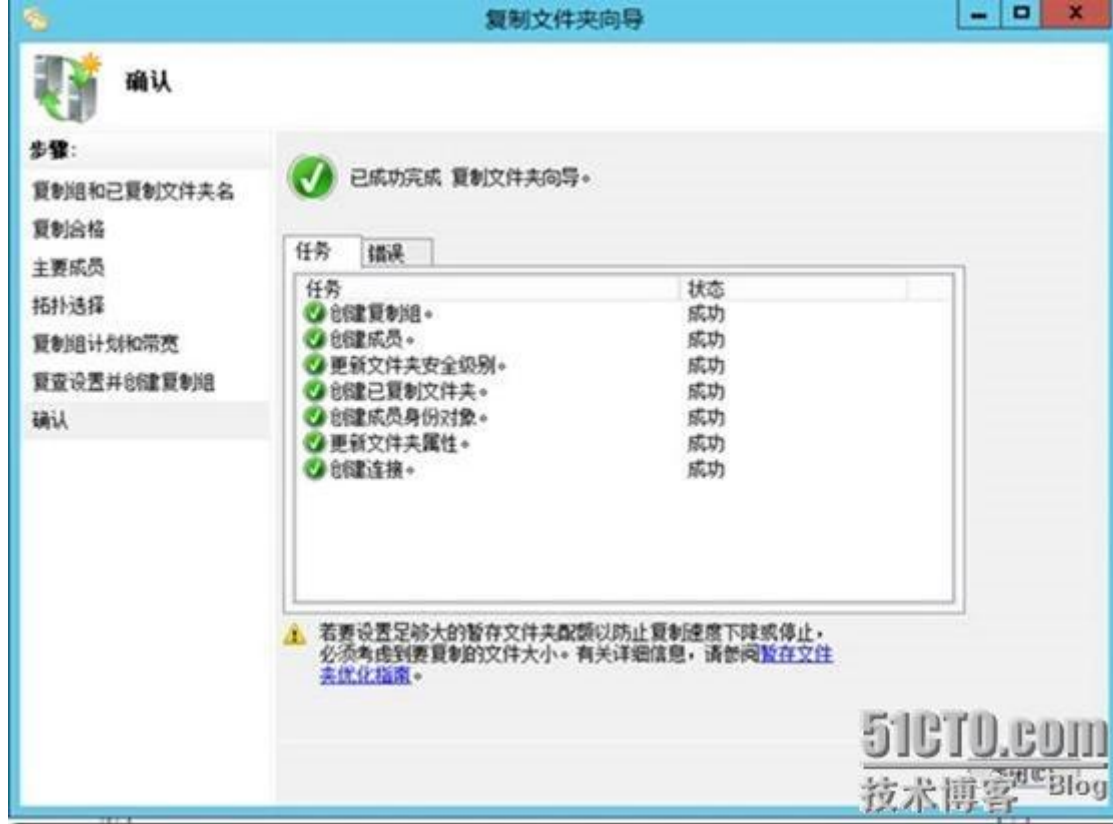 复制文件夹向导
确认
步骤:
复制组和已复制文件夹名
复制合格
主要成员
拓扑选择
复制组计划和带宽
复查设置并创建复制组
确认
已成功完成 复制文件夹向导。
任务 错误
任务 状态
创建复制组。 成功
创建成员。 成功
更新文件夹安全级别。 成功
创建已复制文件夹。 成功
创建成员身份对象。 成功
更新文件夹属性。 成功
创建连接。 成功
若要设置足够大的暂存文件夹配额以防止复制速度下降或停止，
必须考虑到要复制的文件大小。有关详细信息，请参阅暂存文件
夹优化指南。
51CTO.com
技术博客 Blog